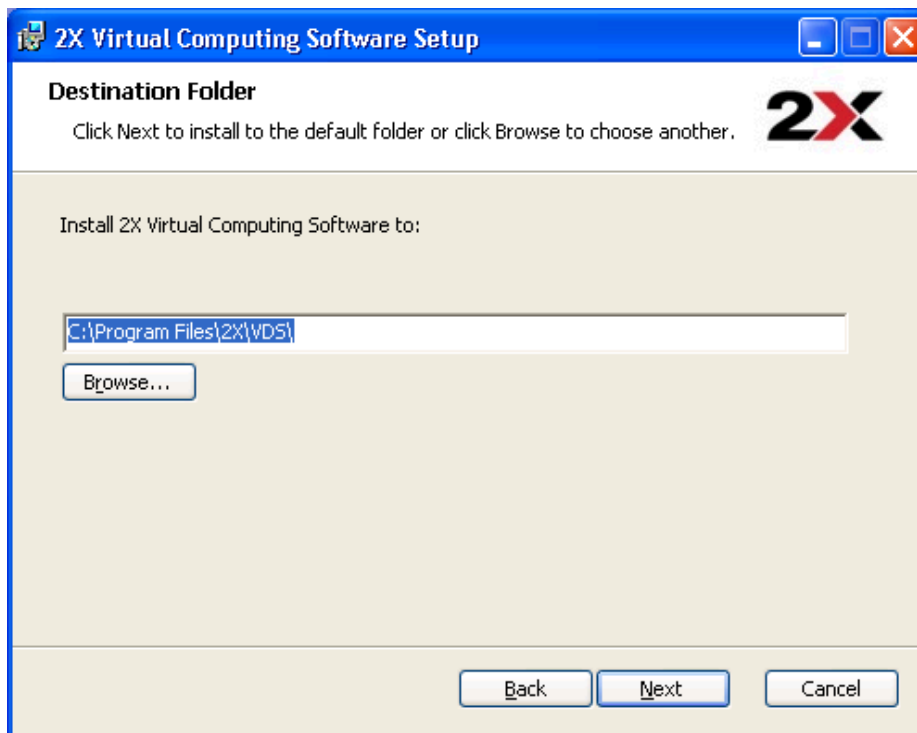 2X Virtual Computing Software Setup
Destination Folder
Click Next to install to the default folder or click Browse to choose another.
2X
Install 2X Virtual Computing Software to:
C:\Program Files\2X\VDS\
Browse...
Back
Next
Cancel